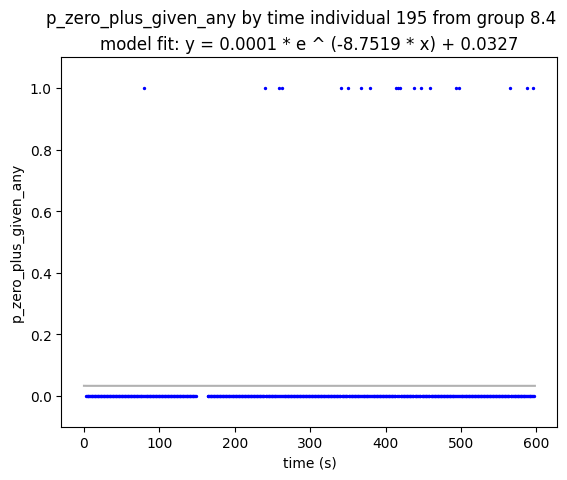 p_zero_plus_given_any by time individual 195 from group 8.4
model fit: y = 0.0001 * e ^ (-8.7519 * x) + 0.0327
1.0
0.8
0.6
0.4
0.2
0.0
p_zero_plus_given_any
0 100 200 300 400 500 600
time (s)